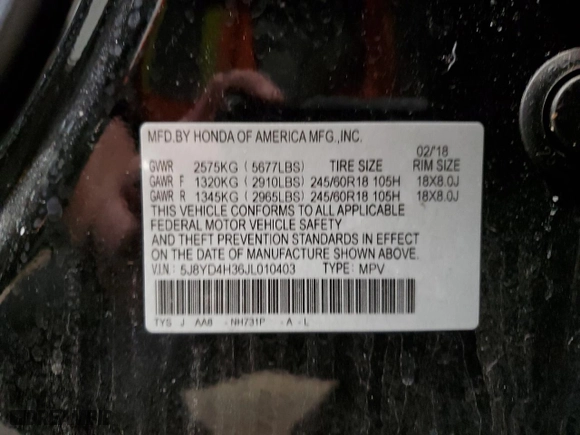 MFD.BY HONDA OF AMERICA MFG.,INC.
02/18
GVWR 2575KG ( 5677LBS) TIRE SIZE RIM SIZE
GAWR F 1320KG ( 2910LBS) 245/60R18 105H 18X8.0J
GAWR R 1345KG ( 2965LBS) 245/60R18 105H 18X8.0J
THIS VEHICLE CONFORMS TO ALL APPLICABLE
FEDERAL MOTOR VEHICLE SAFETY
AND THEFT PREVENTION STANDARDS IN EFFECT
ON THE DATE OF MANUFACTURE SHOWN ABOVE.
V.I.N.: 5J8YD4H36JL010403 TYPE: MPV
TYS J AA8 - NH731P - A - L